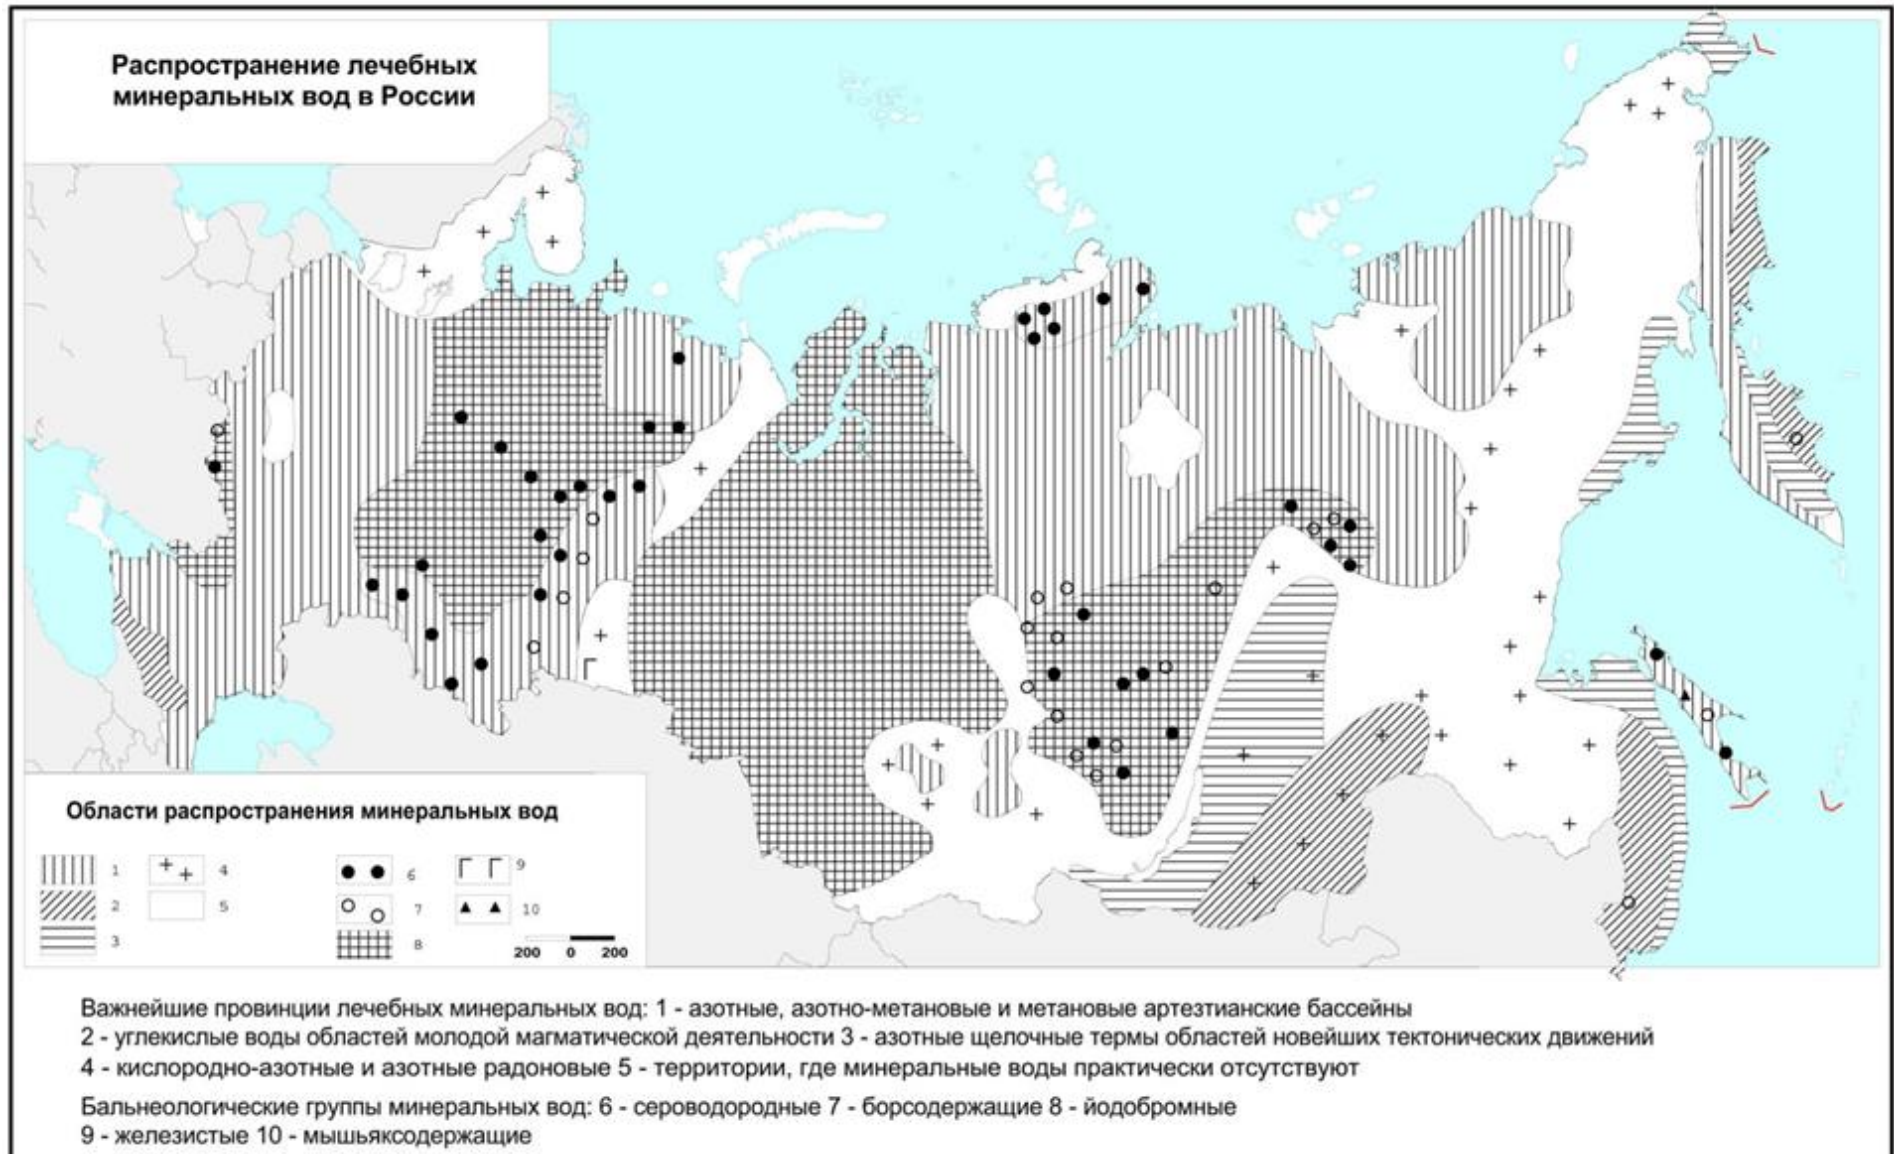 Распространение лечебных
минеральных вод в России
Области распространения минеральных вод
1
2
3
4
5
6
7
8
9
10
200 0 200
Важнейшие провинции лечебных минеральных вод: 1 - азотные, азотно-метановые и метановые артезтианские бассейны
2 - углекислые воды областей молодой магматической деятельности 3 - азотные щелочные термы областей новейших тектонических движений
4 - кислородно-азотные и азотные радоновые 5 - территории, где минеральные воды практически отсутствуют
Бальнеологические группы минеральных вод: 6 - сероводородные 7 - борсодержащие 8 - йодобромные
9 - железистые 10 - мышьяксодержащие